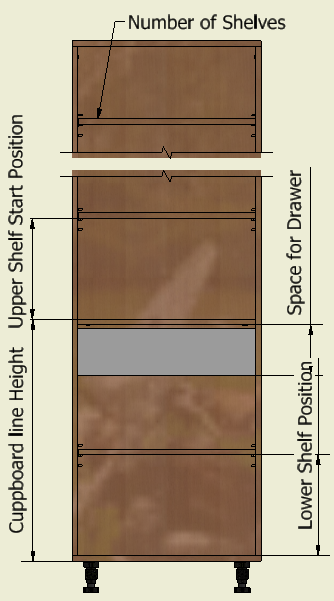 Number of Shelves
Upper Shelf Start Position
Space for Drawer
Cuppboard line Height
Lower Shelf Position